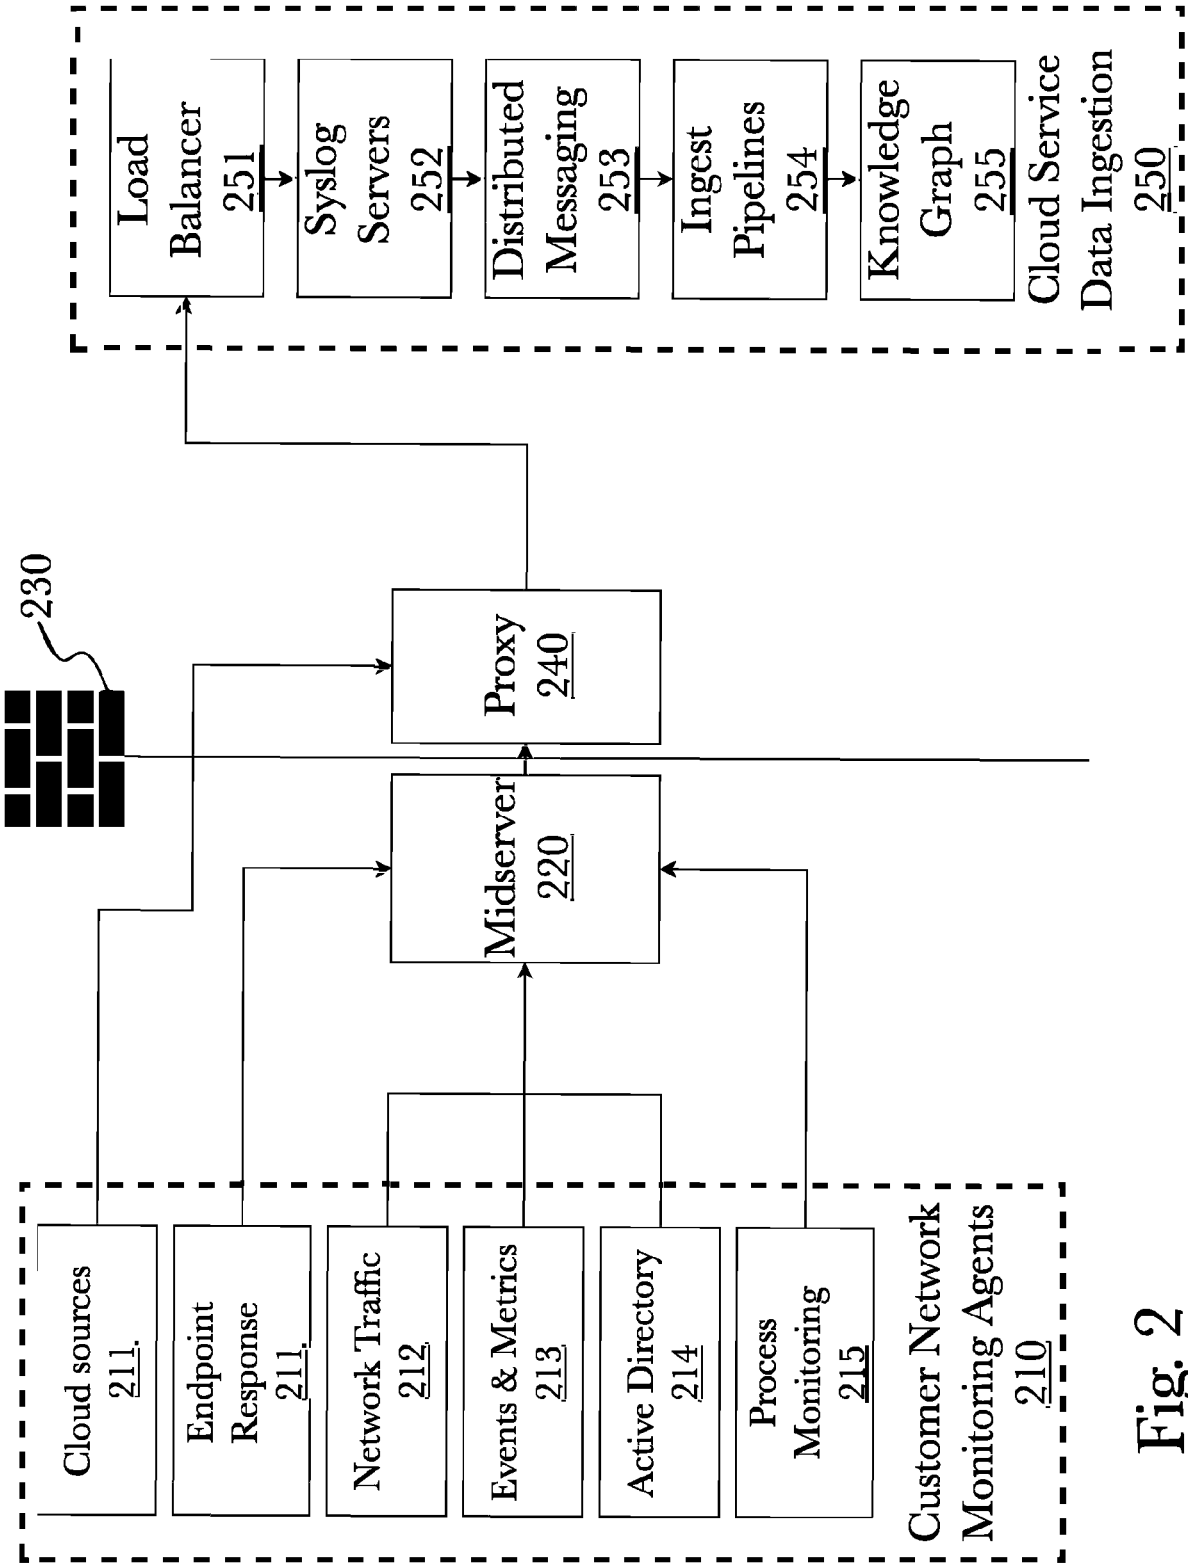 Cloud sources
211.
Endpoint
Response
211.
Network Traffic
212
Events & Metrics
213
Active Directory
214
Process
Monitoring
215
Customer Network
Monitoring Agents
210
Midserver
220
230
Proxy
240
Load
Balancer
251
Syslog
Servers
252
Distributed
Messaging
253
Ingest
Pipelines
254
Knowledge
Graph
255
Cloud Service
Data Ingestion
250
Fig. 2